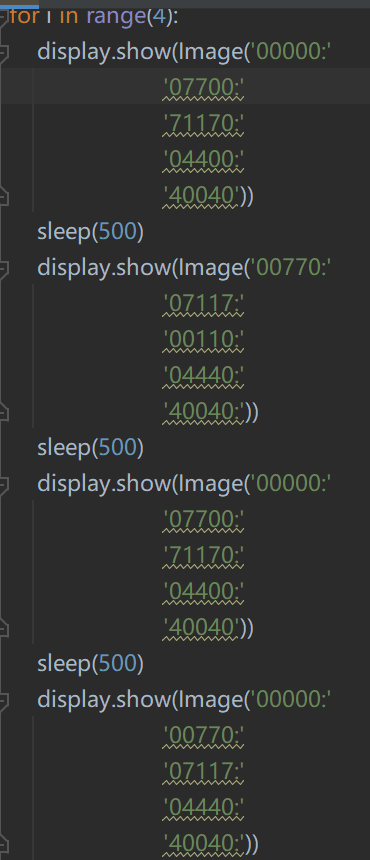 for i in range(4):
display.show(Image('00000:'
'07700:'
'71170:'
'04400:'
'40040'))
sleep(500)
display.show(Image('00770:'
'07117:'
'00110:'
'04440:'
'40040:'))
sleep(500)
display.show(Image('00000:'
'07700:'
'71170:'
'04400:'
'40040'))
sleep(500)
display.show(Image('00000:'
'00770:'
'07117:'
'04440:'
'40040:'))